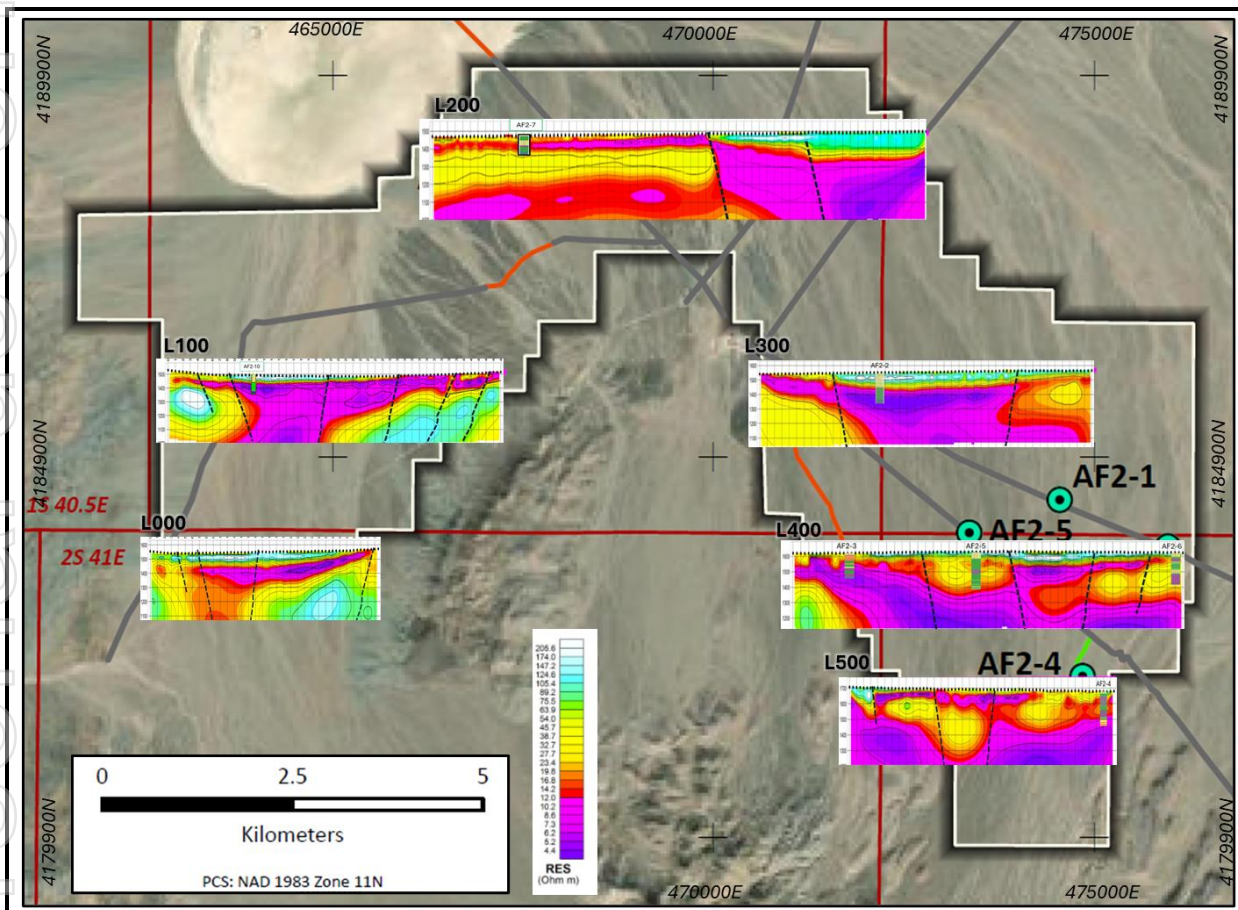 465000E
470000E
475000E
4189900N
4189900N
L200
AF2-7
L100
AF2-10
L300
AF2-2
4184900N
4184900N
AF2-1
1S 40.5E
AF2-5
2S 41E
L000
L400
AF2-3
AF2-5
AF2-6
L500
AF2-4
AF2-4
205.6
174.0
147.2
124.6
105.4
89.2
75.5
63.9
54.0
45.7
38.7
32.7
27.7
23.4
19.8
16.8
14.2
12.0
10.2
8.6
7.3
6.2
5.2
4.4
RES
(Ohm m)
0 2.5 5
Kilometers
PCS: NAD 1983 Zone 11N
4179900N
4179900N
470000E
475000E